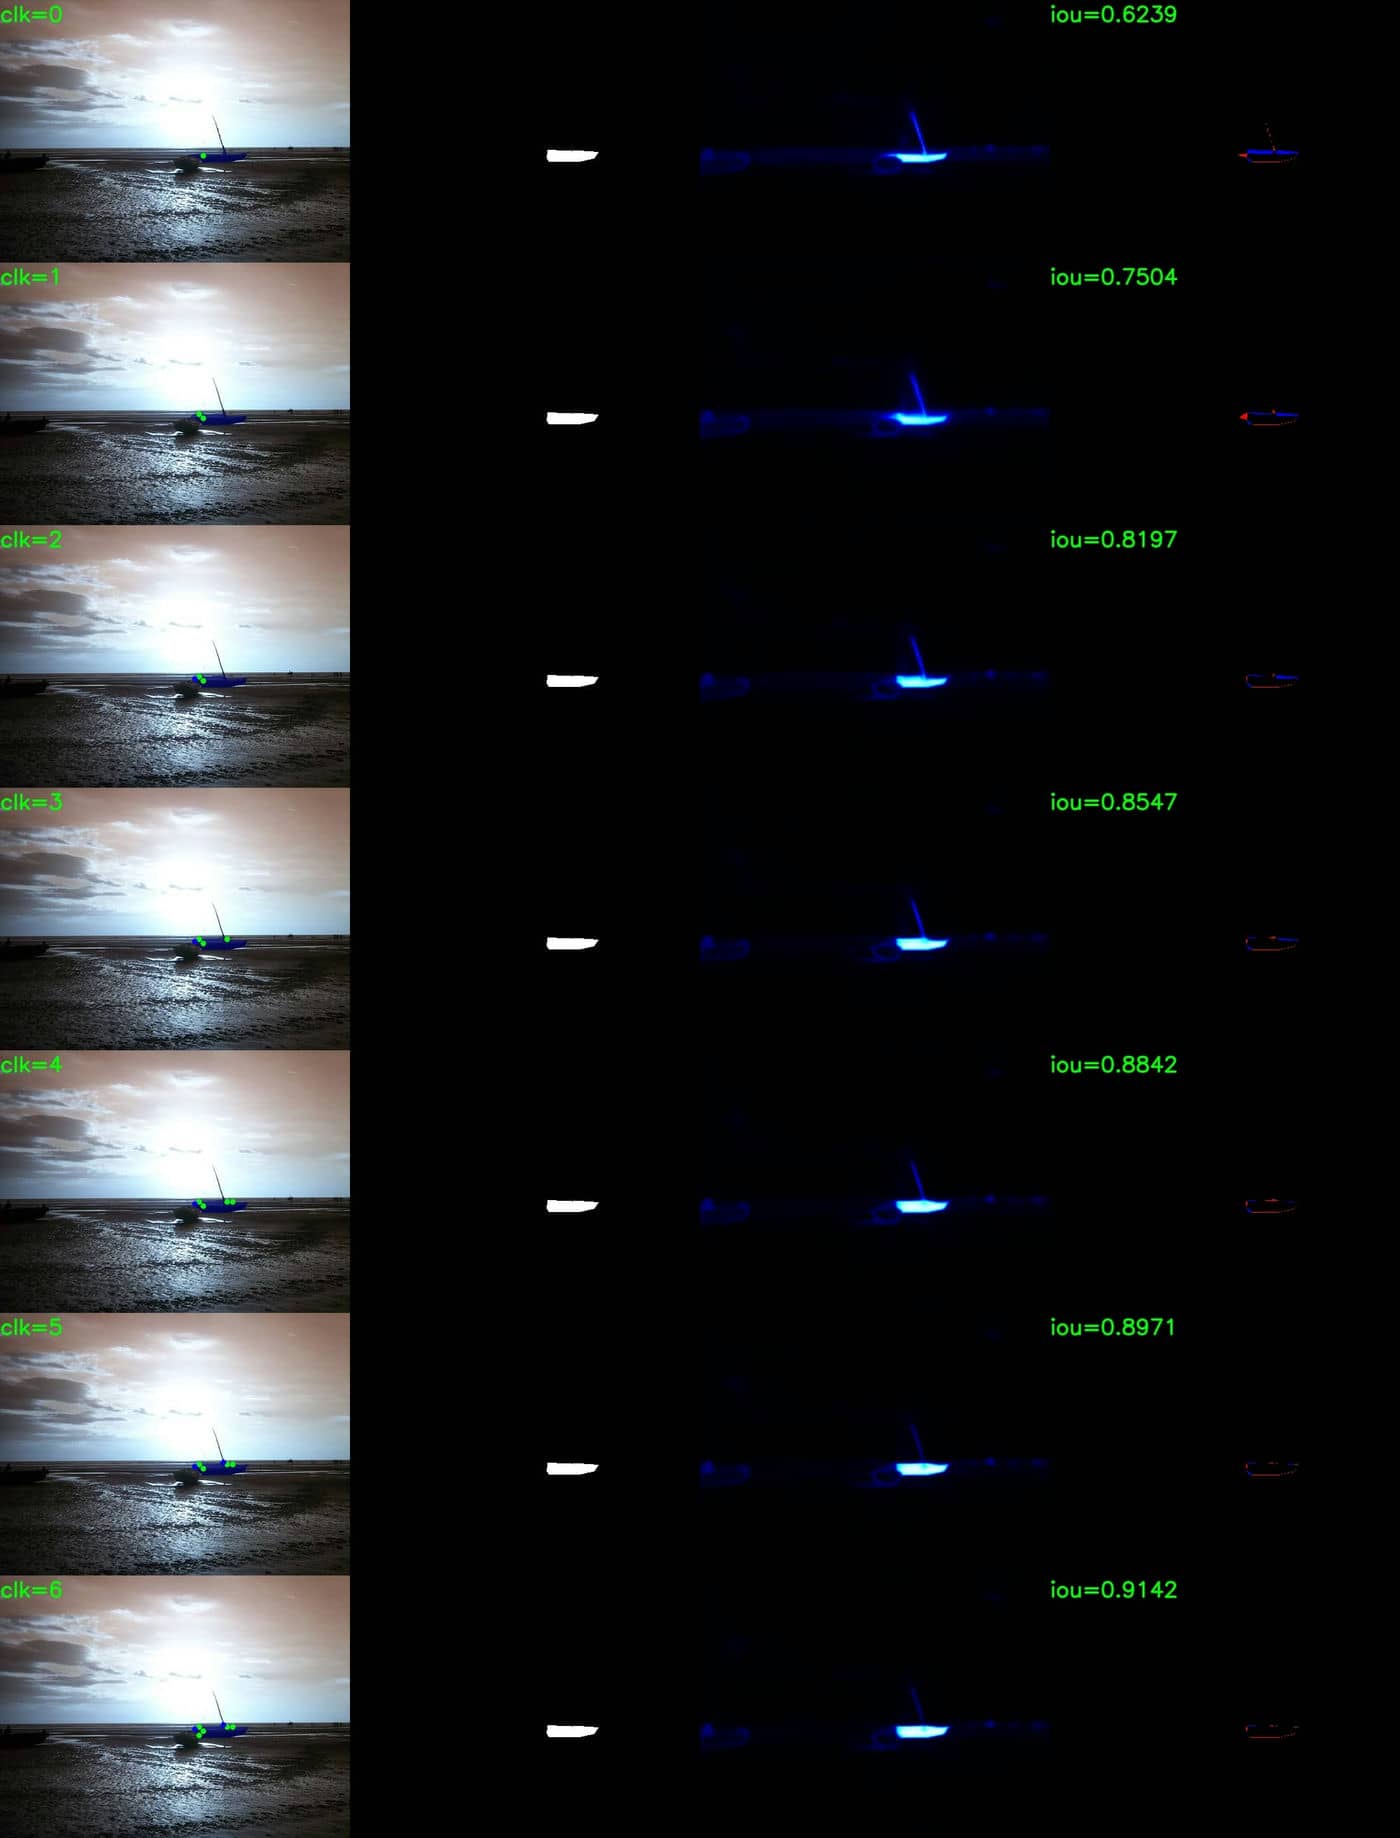 clk=0 iou=0.6239
clk=1 iou=0.7504
clk=2 iou=0.8197
clk=3 iou=0.8547
clk=4 iou=0.8842
clk=5 iou=0.8971
clk=6 iou=0.9142